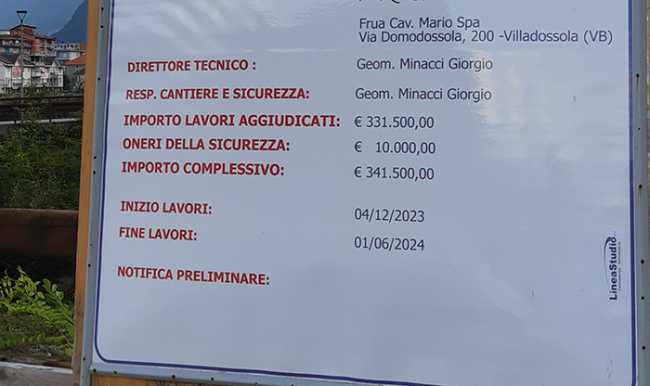 Frua Cav. Mario Spa
Via Domodossola, 200 -Villadossola (VB)
DIRETTORE TECNICO : Geom. Minacci Giorgio
RESP. CANTIERE E SICUREZZA: Geom. Minacci Giorgio
IMPORTO LAVORI AGGIUDICATI: € 331.500,00
ONERI DELLA SICUREZZA: € 10.000,00
IMPORTO COMPLESSIVO: € 341.500,00
INIZIO LAVORI: 04/12/2023
FINE LAVORI: 01/06/2024
NOTIFICA PRELIMINARE:
LineaStudio